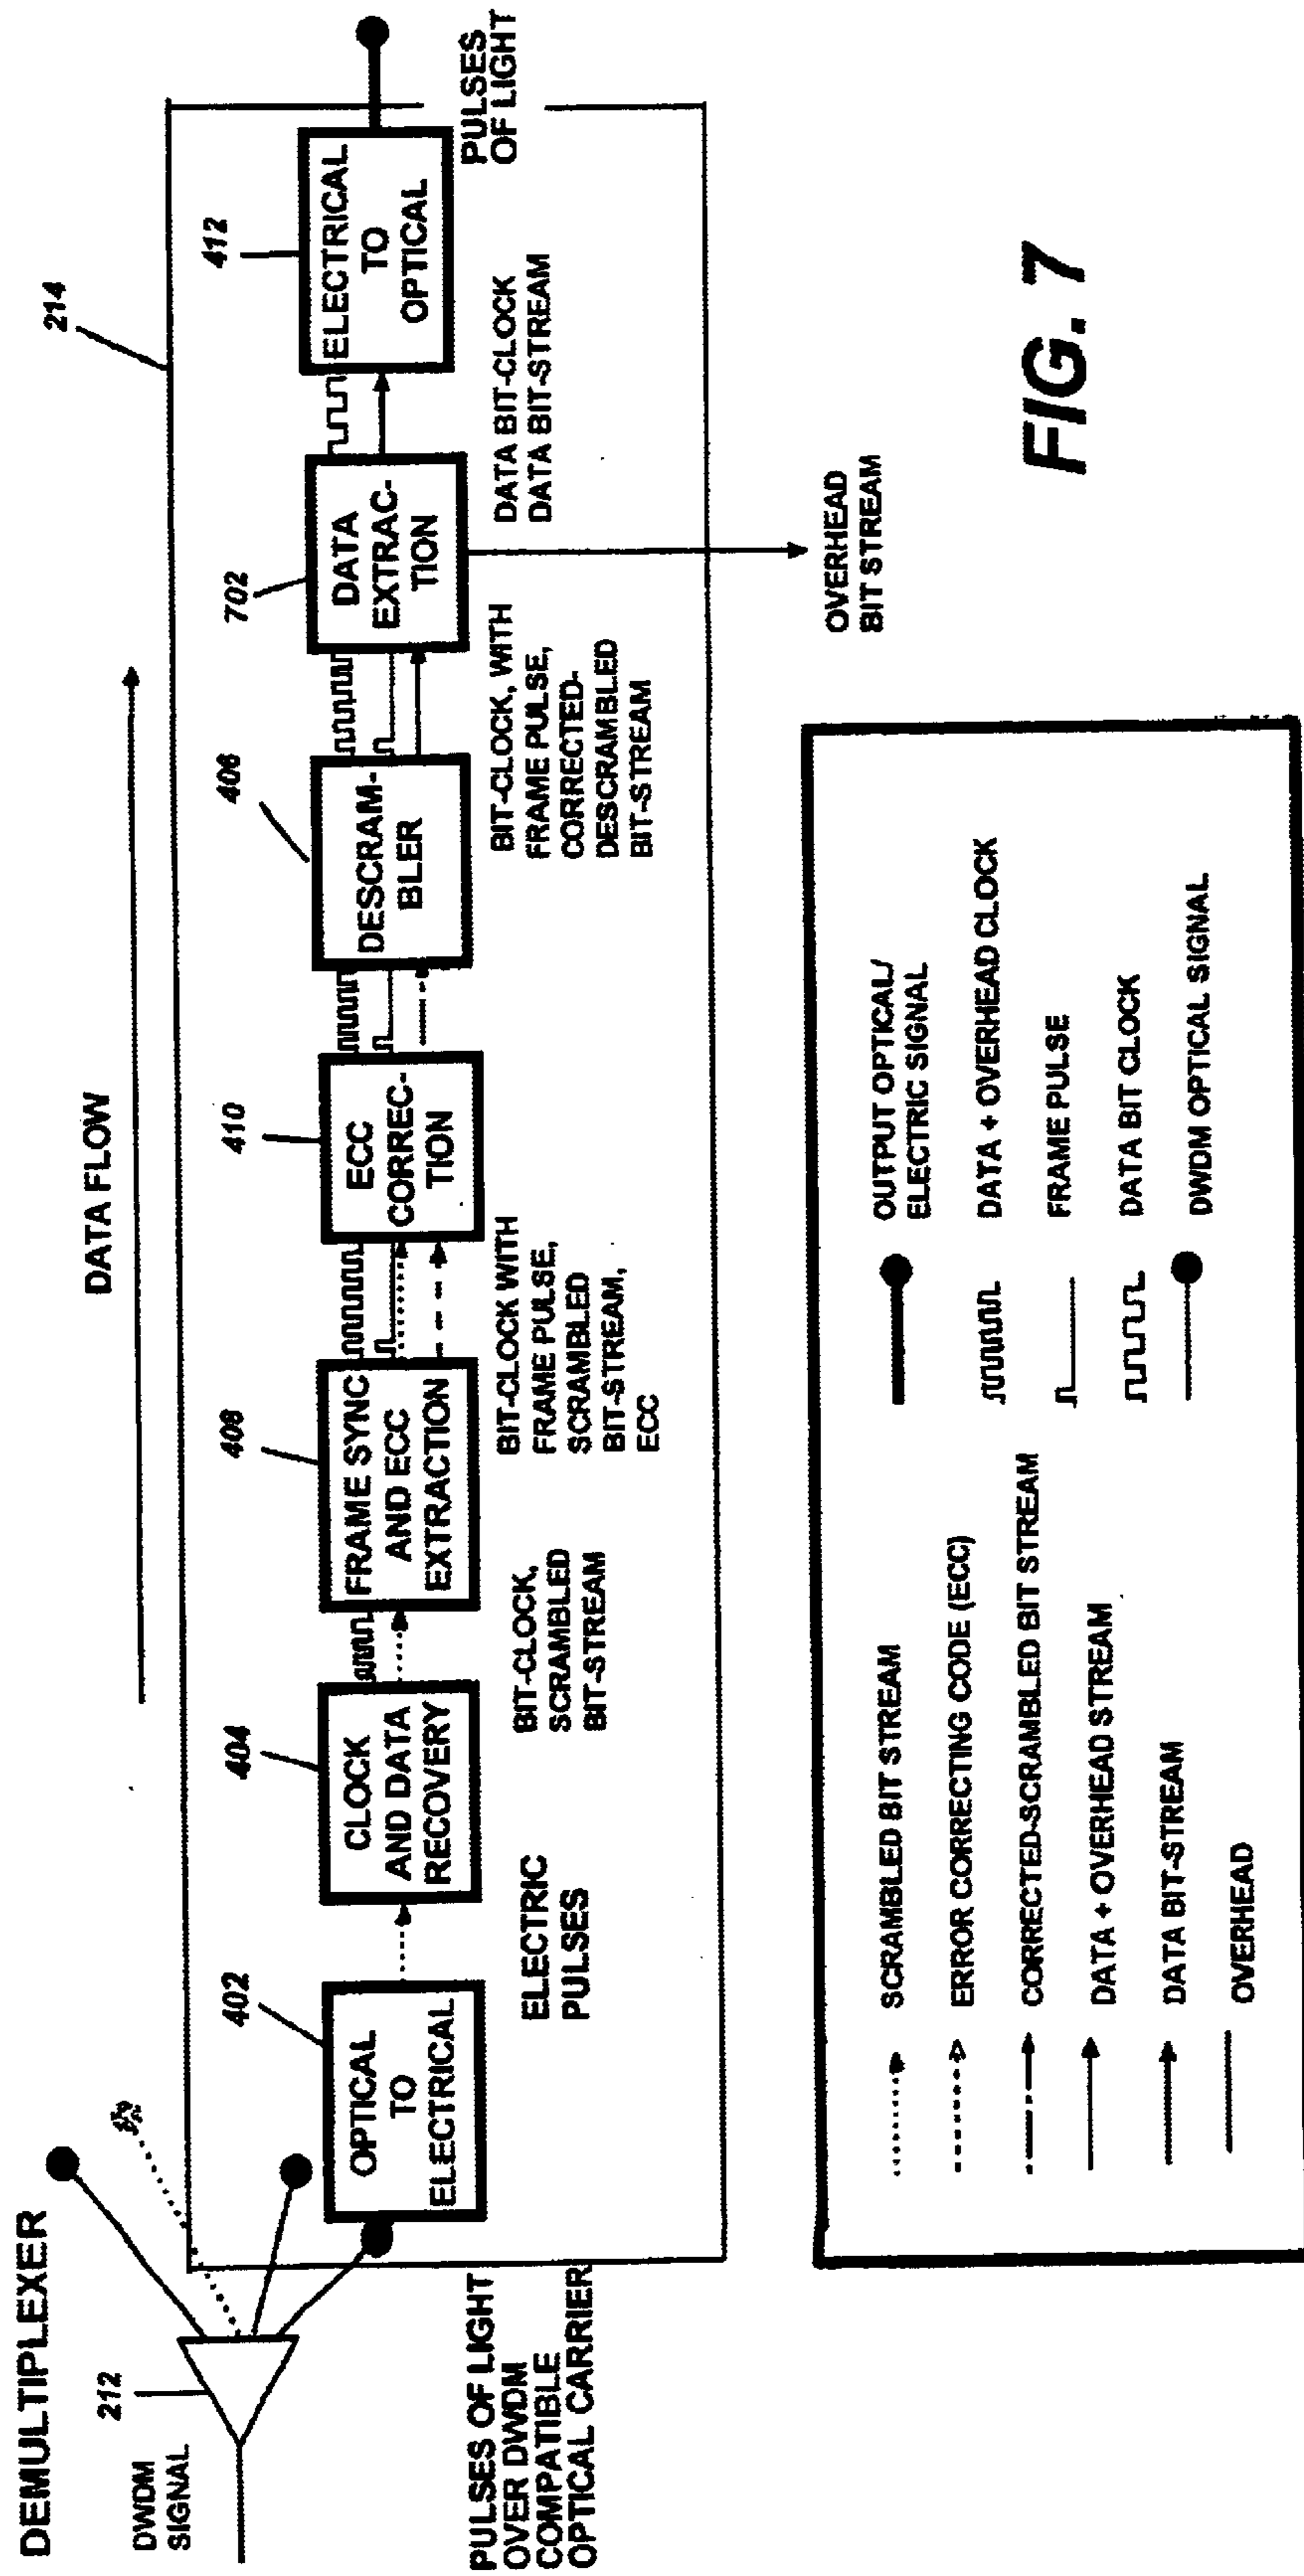 DEMULTIPLEXER
DWDM
SIGNAL
212
PULSES OF LIGHT
OVER DWDM
COMPATIBLE
OPTICAL CARRIER
DATA FLOW
214
402
OPTICAL
TO
ELECTRICAL
ELECTRIC
PULSES
404
CLOCK
AND DATA
RECOVERY
BIT-CLOCK,
SCRAMBLED
BIT-STREAM
408
FRAME SYNC
AND ECC
EXTRACTION
BIT-CLOCK WITH
FRAME PULSE,
SCRAMBLED
BIT-STREAM,
ECC
410
ECC
CORREC-
TION
406
DESCRAM-
BLER
BIT-CLOCK, WITH
FRAME PULSE,
CORRECTED-
DESCRAMBLED
BIT-STREAM
702
DATA
EXTRAC-
TION
DATA BIT-CLOCK
DATA BIT-STREAM
OVERHEAD
BIT STREAM
412
ELECTRICAL
TO
OPTICAL
PULSES
OF LIGHT
SCRAMBLED BIT STREAM
ERROR CORRECTING CODE (ECC)
CORRECTED-SCRAMBLED BIT STREAM
DATA + OVERHEAD STREAM
DATA BIT-STREAM
OVERHEAD
OUTPUT OPTICAL/
ELECTRIC SIGNAL
DATA + OVERHEAD CLOCK
FRAME PULSE
DATA BIT CLOCK
DWDM OPTICAL SIGNAL
FIG. 7